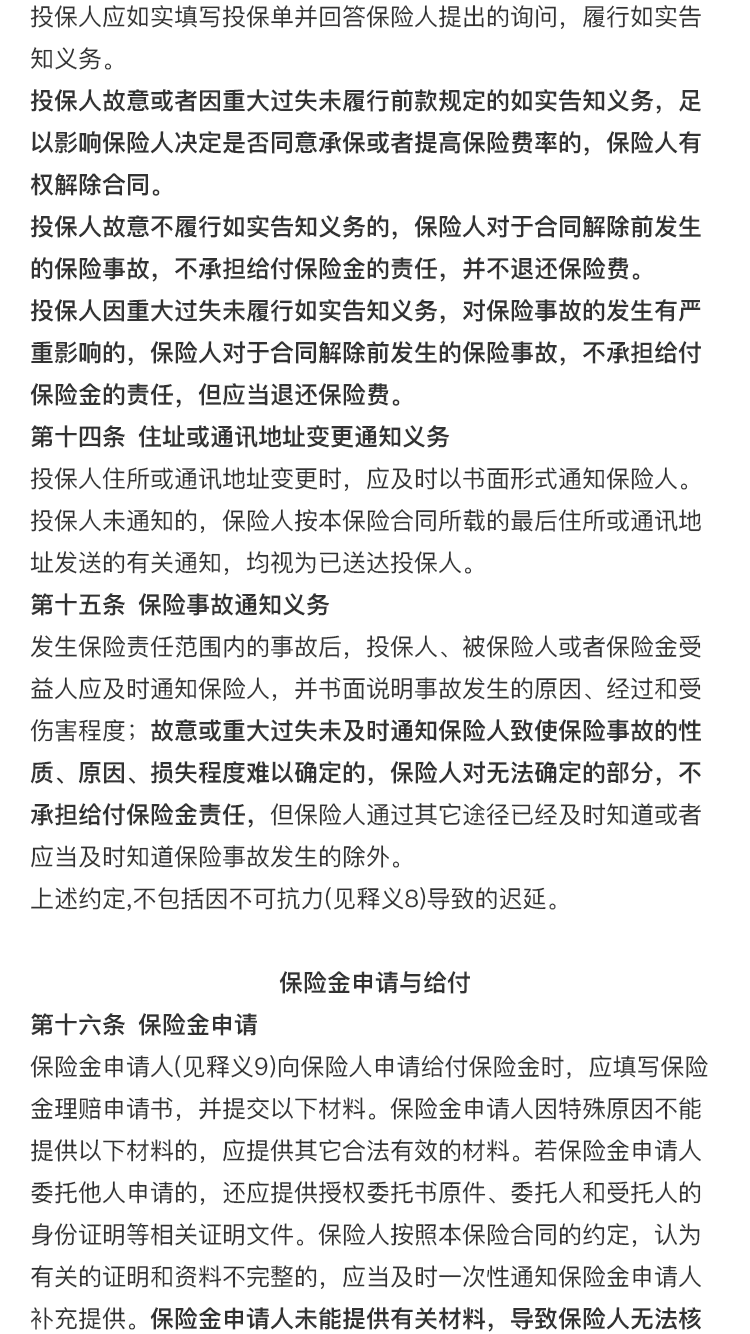 投保人应如实填写投保单并回答保险人提出的询问，履行如实告
知义务。
投保人故意或者因重大过失未履行前款规定的如实告知义务，足
以影响保险人决定是否同意承保或者提高保险费率的，保险人有
权解除合同。
投保人故意不履行如实告知义务的，保险人对于合同解除前发生
的保险事故，不承担给付保险金的责任，并不退还保险费。
投保人因重大过失未履行如实告知义务，对保险事故的发生有严
重影响的，保险人对于合同解除前发生的保险事故，不承担给付
保险金的责任，但应当退还保险费。
第十四条 住址或通讯地址变更通知义务
投保人住所或通讯地址变更时，应及时以书面形式通知保险人。
投保人未通知的，保险人按本保险合同所载的最后住所或通讯地
址发送的有关通知，均视为已送达投保人。
第十五条 保险事故通知义务
发生保险责任范围内的事故后，投保人、被保险人或者保险金受
益人应及时通知保险人，并书面说明事故发生的原因、经过和受
伤害程度；故意或重大过失未及时通知保险人致使保险事故的性
质、原因、损失程度难以确定的，保险人对无法确定的部分，不
承担给付保险金责任，但保险人通过其它途径已经及时知道或者
应当及时知道保险事故发生的除外。
上述约定,不包括因不可抗力(见释义8)导致的迟延。
保险金申请与给付
第十六条 保险金申请
保险金申请人(见释义9)向保险人申请给付保险金时，应填写保险
金理赔申请书，并提交以下材料。保险金申请人因特殊原因不能
提供以下材料的，应提供其它合法有效的材料。若保险金申请人
委托他人申请的，还应提供授权委托书原件、委托人和受托人的
身份证明等相关证明文件。保险人按照本保险合同的约定，认为
有关的证明和资料不完整的，应当及时一次性通知保险金申请人
补充提供。保险金申请人未能提供有关材料，导致保险人无法核